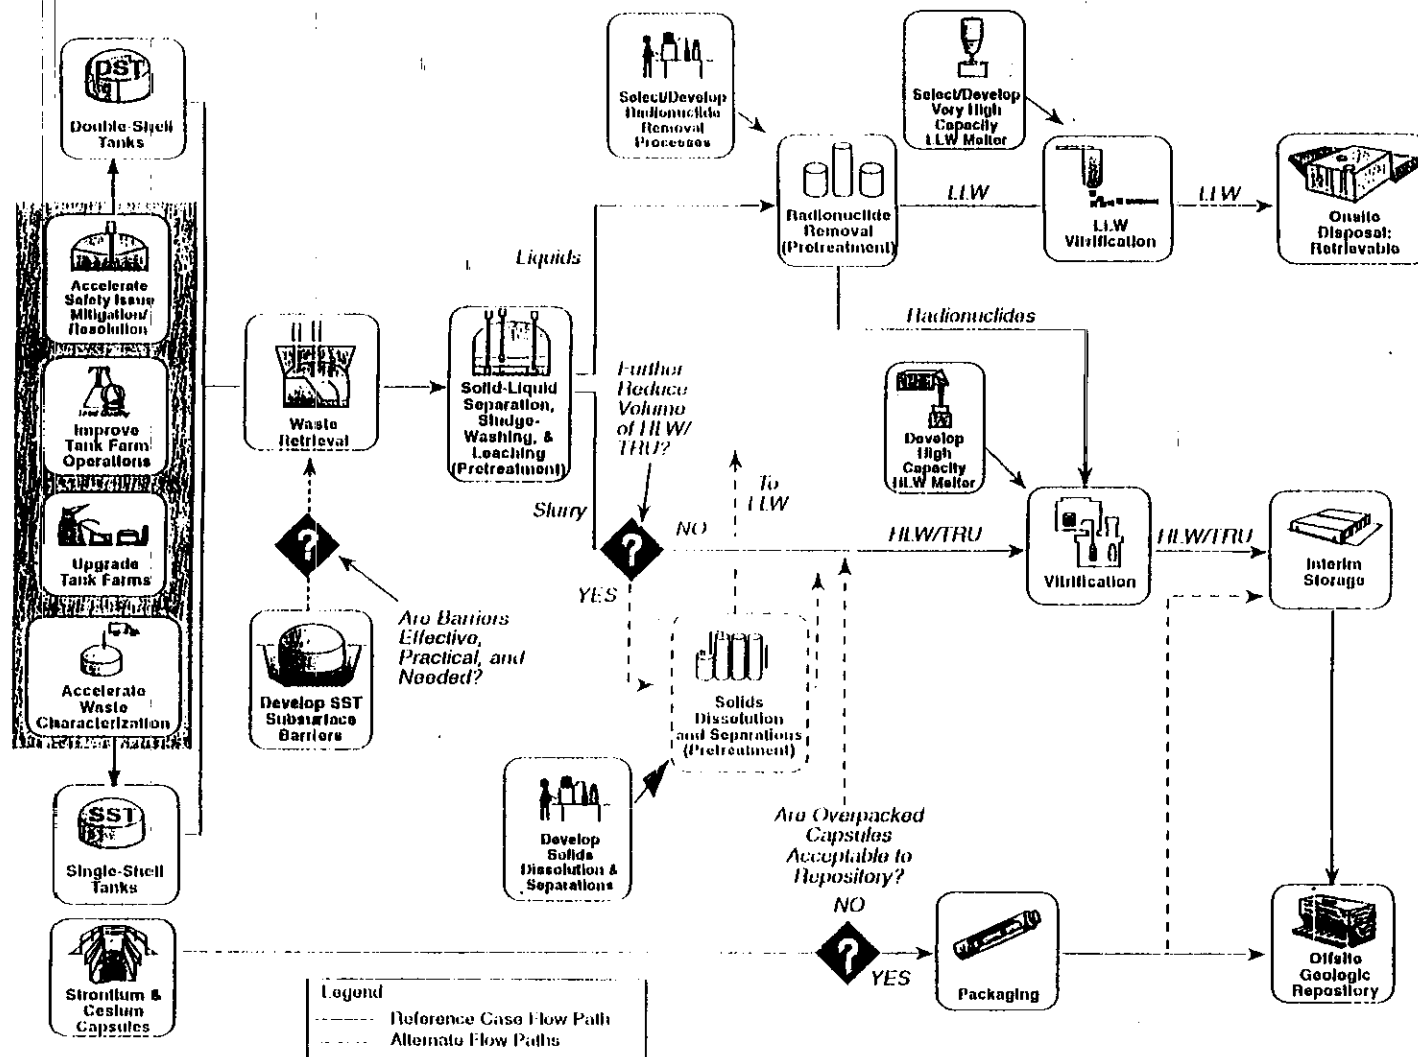 DST
Double-Shell
Tanks
Accelerate
Safety Issue
Mitigation/
Resolution
Improve
Tank Farm
Operations
Upgrade
Tank Farms
Accelerate
Waste
Characterization
SST
Single-Shell
Tanks
Strontium &
Cesium
Capsules
Waste
Retrieval
?
Are Barriers
Effective,
Practical, and
Needed?
Develop SST
Subsurface
Barriers
Solid-Liquid
Separation,
Sludge-
Washing, &
Leaching
(Pretreatment)
Liquids
Slurry
Further
Reduce
Volume
of HLW/
TRU?
?
NO
YES
To
LLW
Select/Develop
Radionuclide
Removal
Processes
Radionuclide
Removal
(Pretreatment)
LLW
Select/Develop
Very High
Capacity
LLW Melter
LLW
Vitrification
LLW
Onsite
Disposal:
Retrievable
Radionuclides
Develop
High
Capacity
HLW Melter
HLW/TRU
Vitrification
HLW/TRU
Interim
Storage
Solids
Dissolution
and Separations
(Pretreatment)
Develop
Solids
Dissolution &
Separations
Are Overpacked
Capsules
Acceptable to
Repository?
NO
?
YES
Packaging
Offsite
Geologic
Repository
Legend
Reference Case Flow Path
Alternate Flow Paths